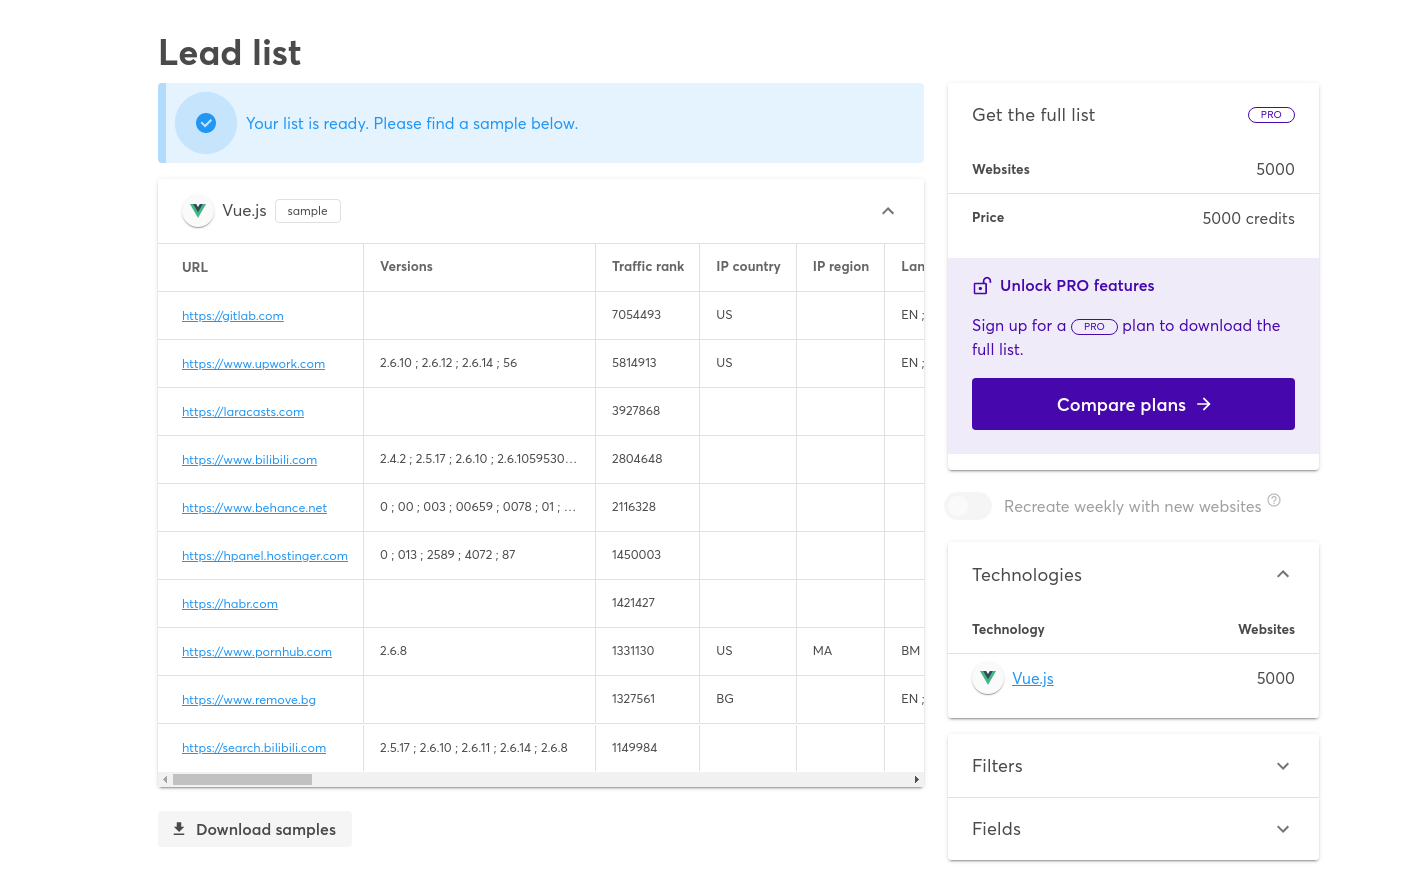 Lead list
Your list is ready. Please find a sample below.
Vue.js sample
URL Versions Traffic rank IP country IP region Lan
https://gitlab.com 7054493 US EN ;
https://www.upwork.com 2.6.10 ; 2.6.12 ; 2.6.14 ; 56 5814913 US EN ;
https://laracasts.com 3927868
https://www.bilibili.com 2.4.2 ; 2.5.17 ; 2.6.10 ; 2.6.1059530… 2804648
https://www.behance.net 0 ; 00 ; 003 ; 00659 ; 0078 ; 01 ; … 2116328
https://hpanel.hostinger.com 0 ; 013 ; 2589 ; 4072 ; 87 1450003
https://habr.com 1421427
https://www.pornhub.com 2.6.8 1331130 US MA BM
https://www.remove.bg 1327561 BG EN ;
https://search.bilibili.com 2.5.17 ; 2.6.10 ; 2.6.11 ; 2.6.14 ; 2.6.8 1149984
Download samples
Get the full list PRO
Websites 5000
Price 5000 credits
Unlock PRO features
Sign up for a PRO plan to download the
full list.
Compare plans
Recreate weekly with new websites
Technologies
Technology Websites
Vue.js 5000
Filters
Fields